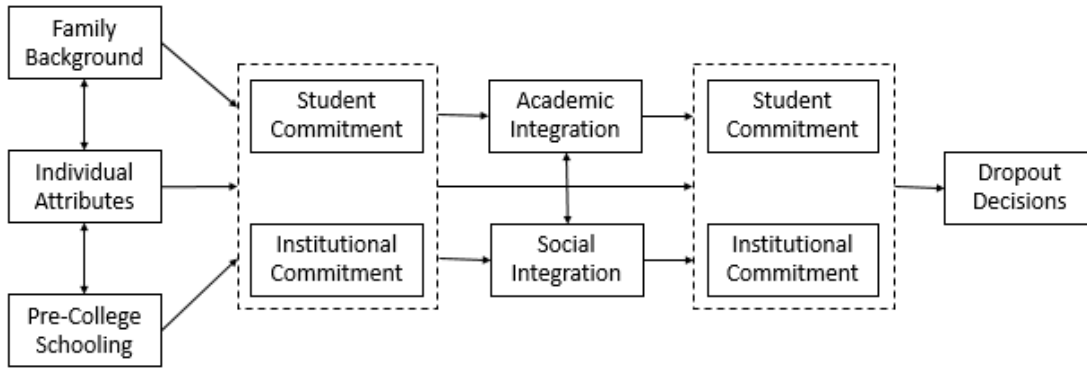 Family
Background
Individual
Attributes
Pre-College
Schooling
Student
Commitment
Institutional
Commitment
Academic
Integration
Social
Integration
Student
Commitment
Institutional
Commitment
Dropout
Decisions